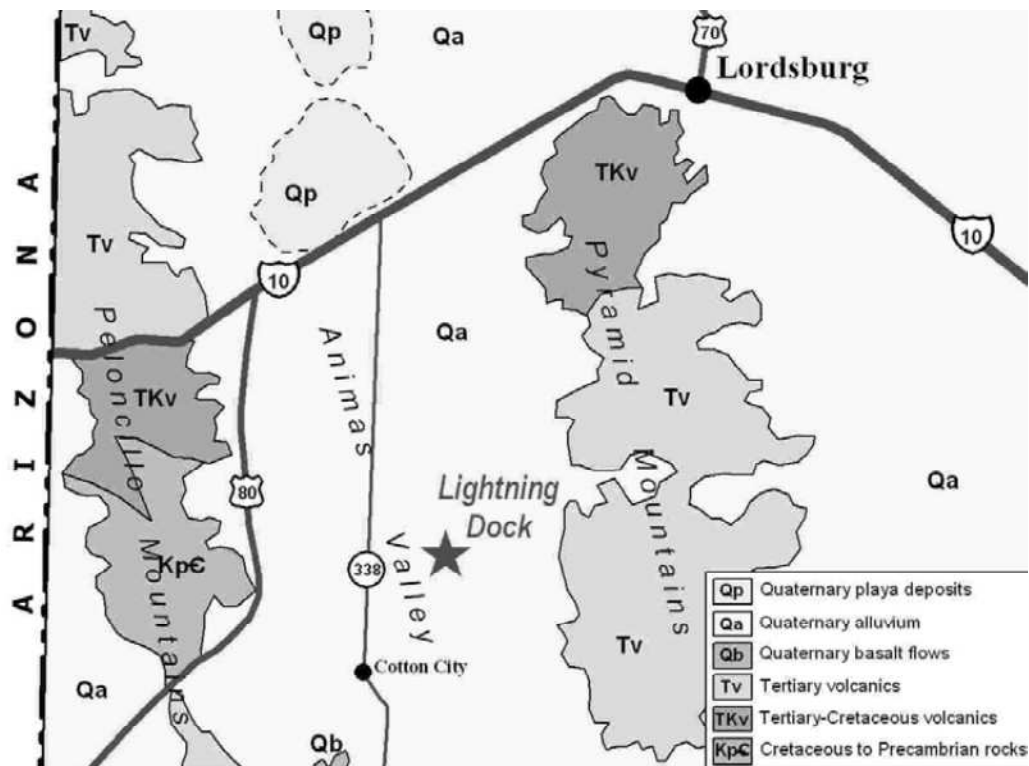 Tv
Qp
Qa
70
Lordsburg
TKv
Qp
Tv
10
10
ARIZONA
Peloncillo Mountains
Animas Valley
Pyramid Mountains
Qa
TKv
Tv
80
Lightning
Dock
Qa
KpЄ
338
Tv
Cotton City
Qa
Qb
Qp Quaternary playa deposits
Qa Quaternary alluvium
Qb Quaternary basalt flows
Tv Tertiary volcanics
TKv Tertiary-Cretaceous volcanics
KpЄ Cretaceous to Precambrian rocks